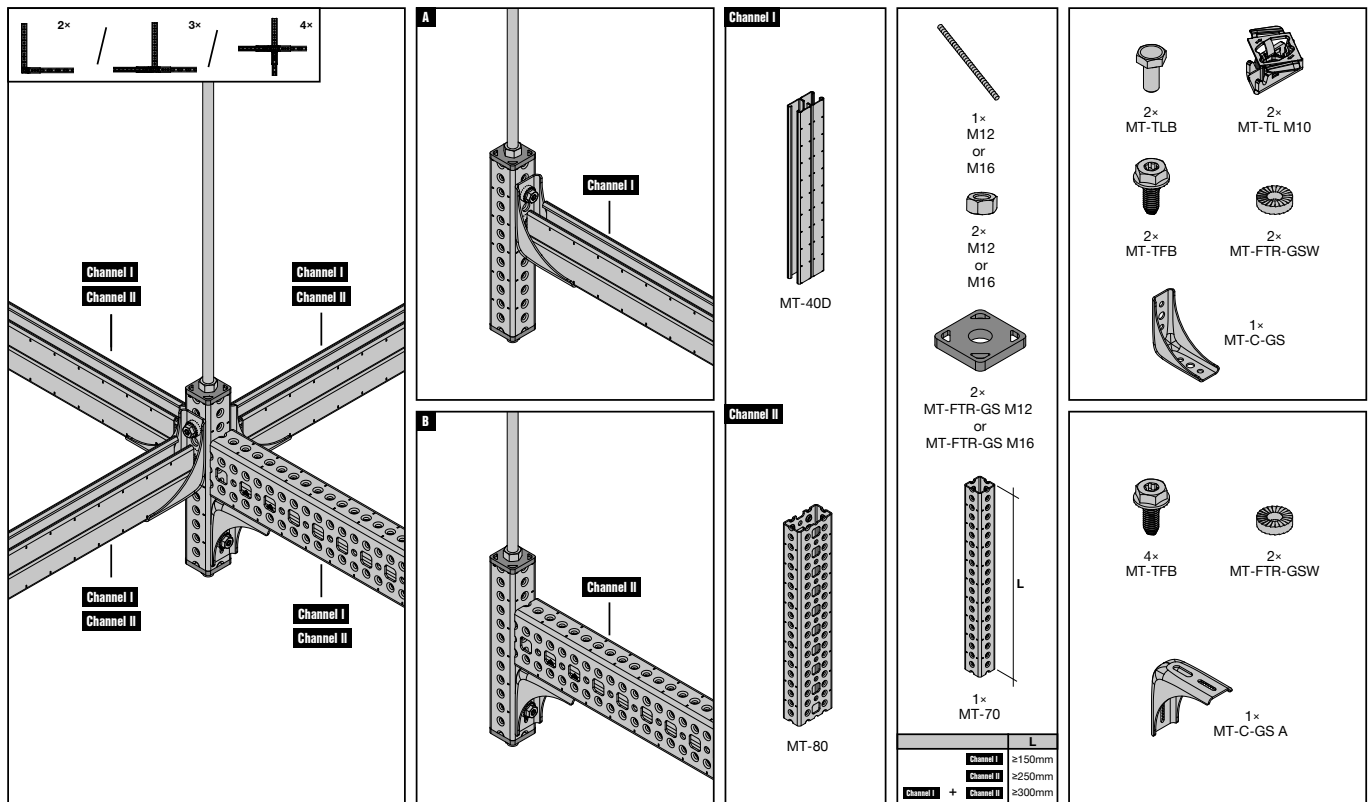 2×
/
3×
/
4×
Channel I
Channel II
Channel I
Channel II
Channel I
Channel II
Channel I
Channel II
A
Channel I
B
Channel II
Channel I
MT-40D
Channel II
MT-80
1×
M12
or
M16
2×
M12
or
M16
2×
MT-FTR-GS M12
or
MT-FTR-GS M16
L
1×
MT-70
L
Channel I ≥150mm
Channel II ≥250mm
Channel I + Channel II ≥300mm
2×
MT-TLB
2×
MT-TL M10
2×
MT-TFB
2×
MT-FTR-GSW
1×
MT-C-GS
4×
MT-TFB
2×
MT-FTR-GSW
1×
MT-C-GS A